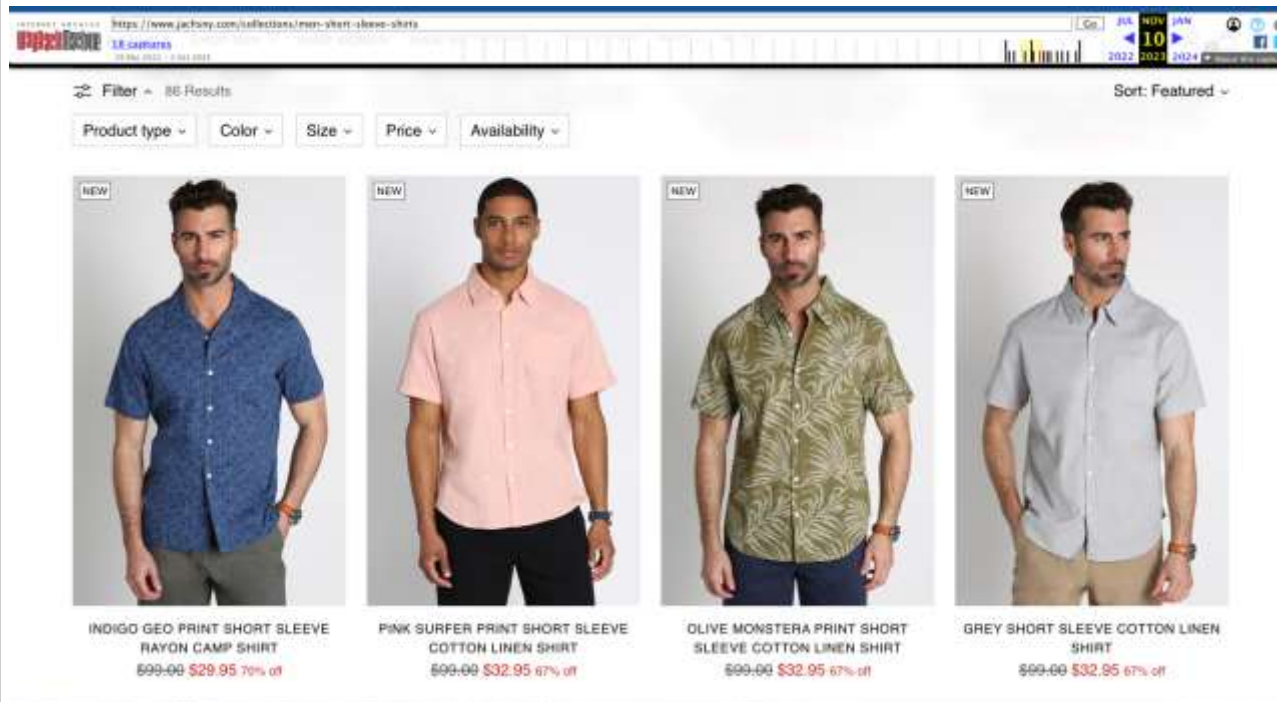 INTERNET ARCHIVE
https://www.jachsny.com/collections/men-short-sleeve-shirts
Go
JUL NOV JAN
18 captures
10
2022 2023 2024
Filter 86 Results
Sort: Featured
Product type Color Size Price Availability
NEW NEW NEW NEW
INDIGO GEO PRINT SHORT SLEEVE
RAYON CAMP SHIRT
$99.00 $29.95 70% off
PINK SURFER PRINT SHORT SLEEVE
COTTON LINEN SHIRT
$99.00 $32.95 67% off
OLIVE MONSTERA PRINT SHORT
SLEEVE COTTON LINEN SHIRT
$99.00 $32.95 67% off
GREY SHORT SLEEVE COTTON LINEN
SHIRT
$99.00 $32.95 67% off